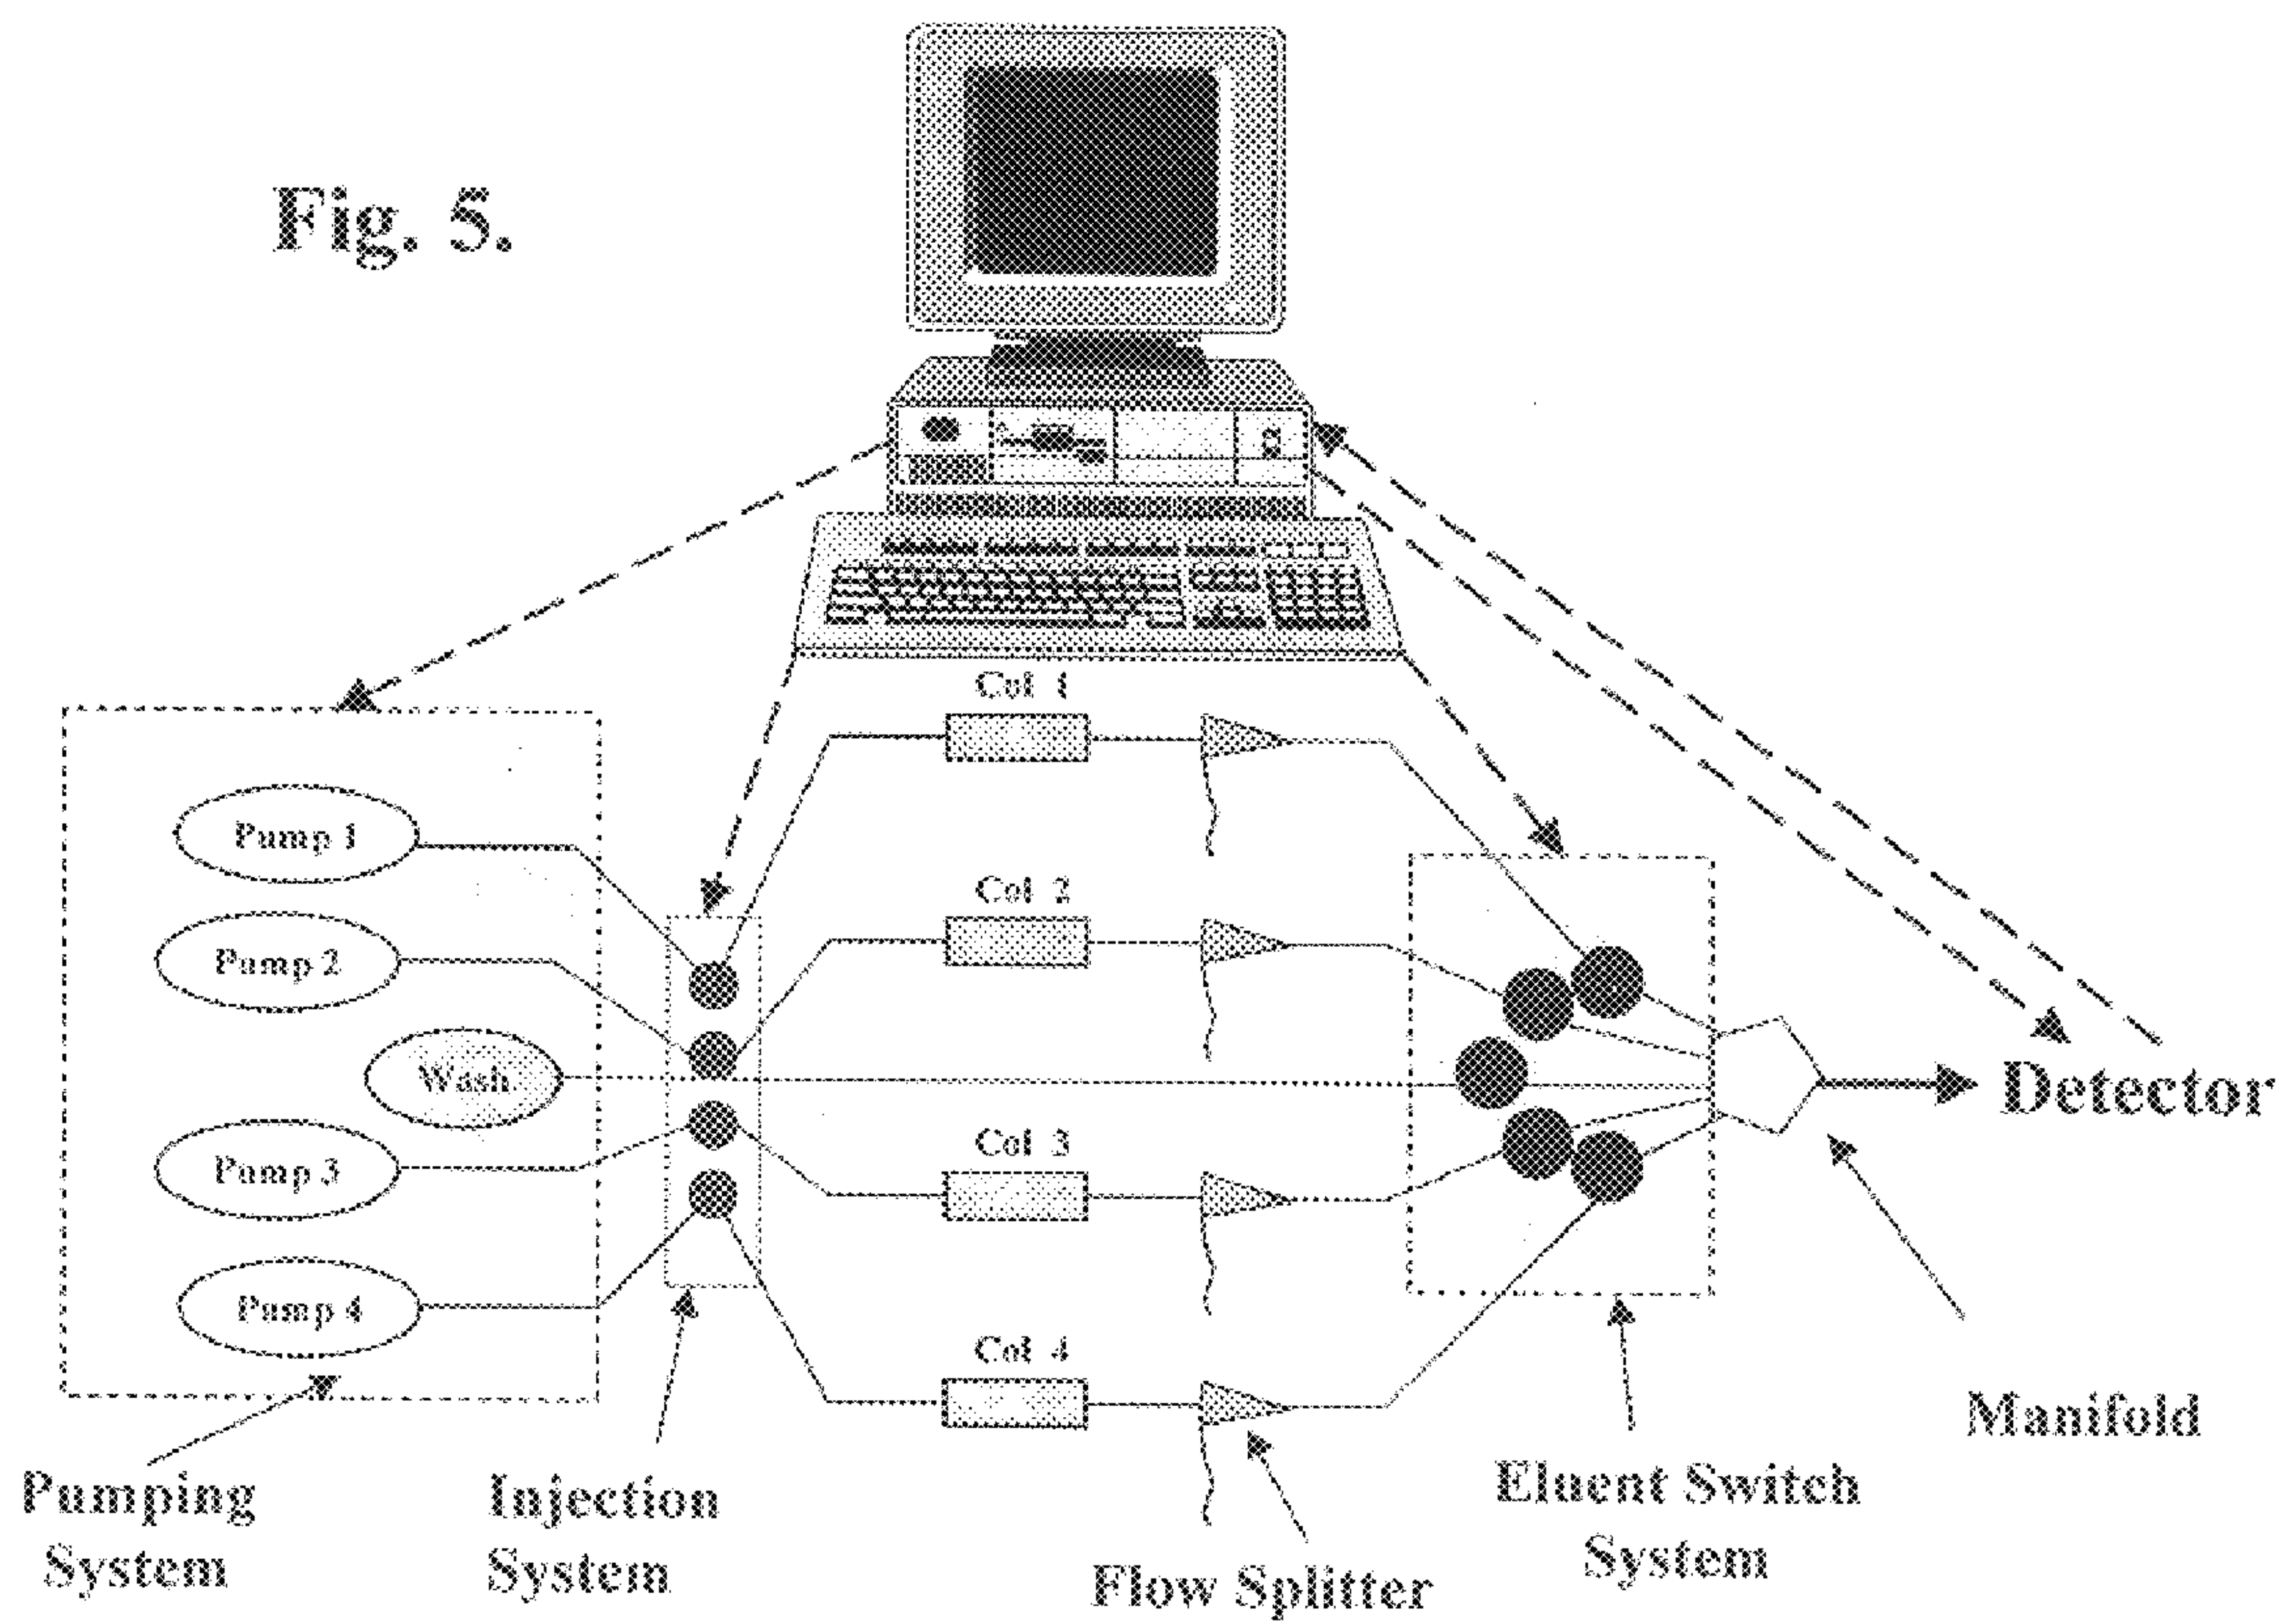 Fig. 5.
Col 1
Pump 1
Col 2
Pump 2
Wash
Detector
Col 3
Pump 3
Pump 4
Col 4
Manifold
Pumping
System
Injection
System
Eluent Switch
System
Flow Splitter